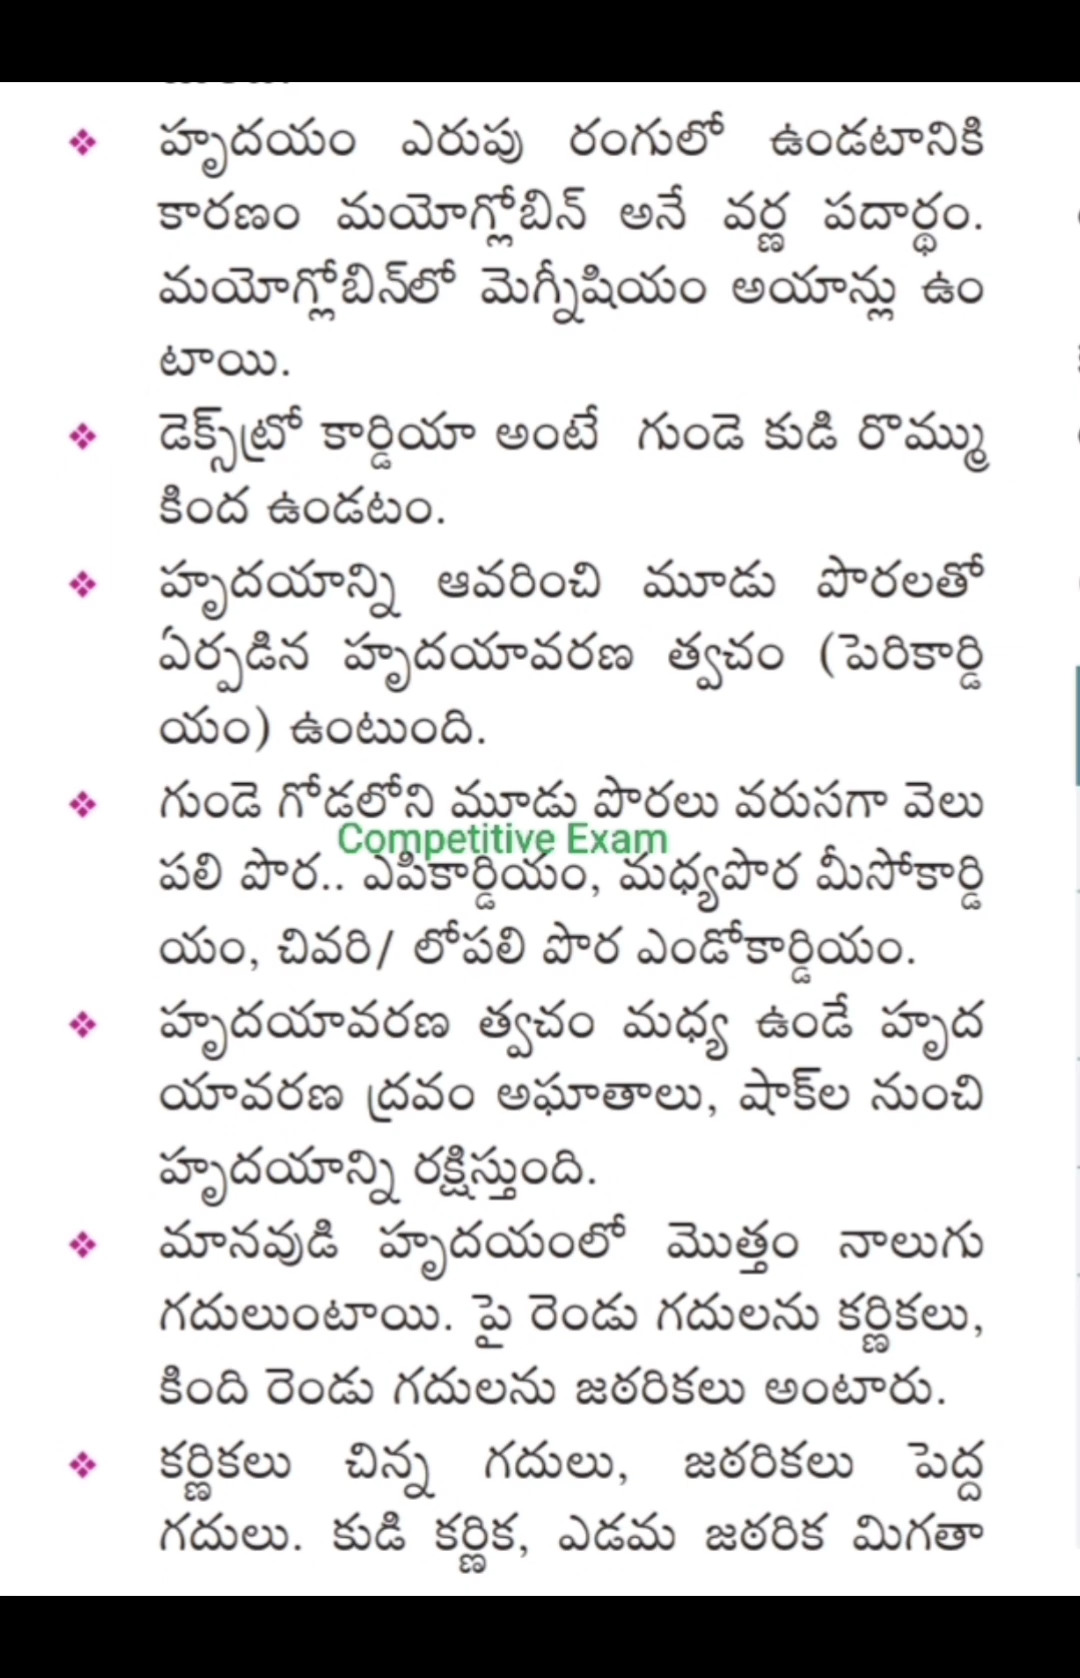 ❖ హృదయం ఎరుపు రంగులో ఉండటానికి
కారణం మయోగ్లోబిన్ అనే వర్ణ పదార్థం.
మయోగ్లోబిన్‌లో మెగ్నీషియం అయాన్లు ఉం
టాయి.
❖ డెక్స్‌ట్రో కార్డియా అంటే గుండె కుడి రొమ్ము
కింద ఉండటం.
❖ హృదయాన్ని ఆవరించి మూడు పొరలతో
ఏర్పడిన హృదయావరణ త్వచం (పెరికార్డి
యం) ఉంటుంది.
❖ గుండె గోడలోని మూడు పొరలు వరుసగా వెలు
Competitive Exam
పలి పొర.. ఎపికార్డియం, మధ్యపొర మీసోకార్డి
యం, చివరి/ లోపలి పొర ఎండోకార్డియం.
❖ హృదయావరణ త్వచం మధ్య ఉండే హృద
యావరణ ద్రవం అఘాతాలు, షాక్‌ల నుంచి
హృదయాన్ని రక్షిస్తుంది.
❖ మానవుడి హృదయంలో మొత్తం నాలుగు
గదులుంటాయి. పై రెండు గదులను కర్ణికలు,
కింది రెండు గదులను జఠరికలు అంటారు.
❖ కర్ణికలు చిన్న గదులు, జఠరికలు పెద్ద
గదులు. కుడి కర్ణిక, ఎడమ జఠరిక మిగతా